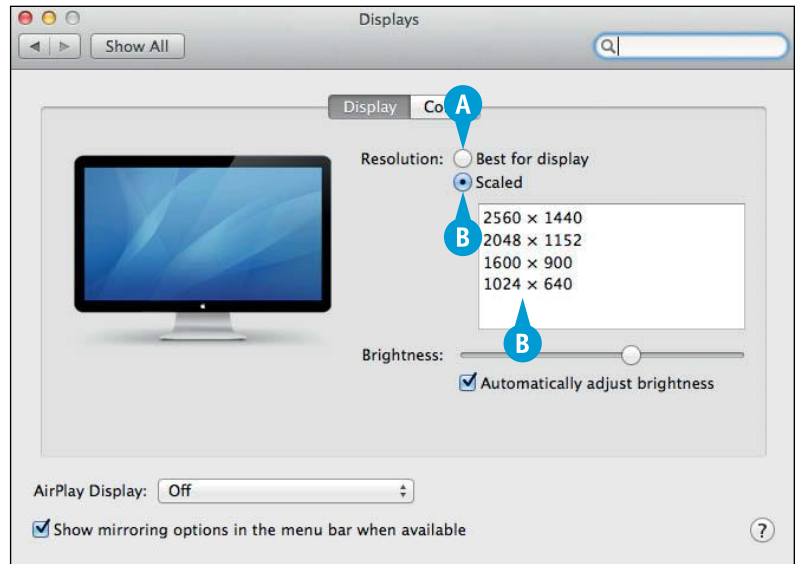 Displays
Show All
Display Co
A
Resolution: Best for display
Scaled
B
2560 × 1440
2048 × 1152
1600 × 900
1024 × 640
B
Brightness:
Automatically adjust brightness
AirPlay Display: Off
Show mirroring options in the menu bar when available
?